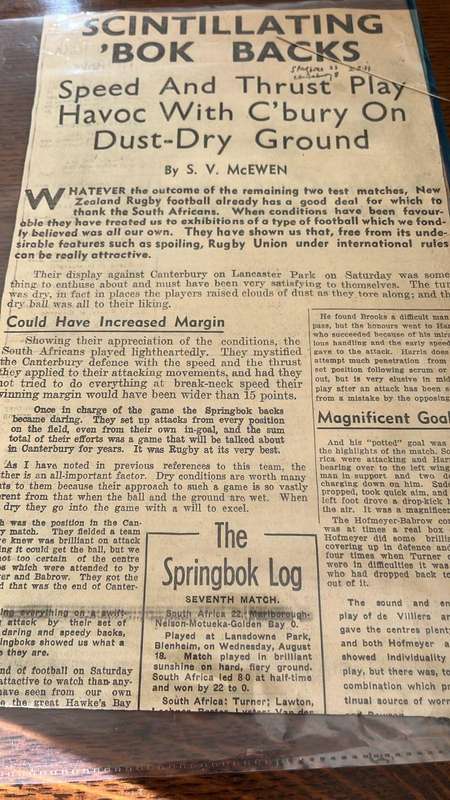 SCINTILLATING
'BOK BACKS
Speed And Thrust Play
Havoc With C'bury On
Dust-Dry Ground
By S. V. McEWEN
WHATEVER the outcome of the remaining two test matches, New
Zealand Rugby football already has a good deal for which to
thank the South Africans. When conditions have been favour-
able they have treated us to exhibitions of a type of football which we fond-
ly believed was all our own. They have shown us that, free from its unde-
sirable features such as spoiling, Rugby Union under international rules
can be really attractive.
Their display against Canterbury on Lancaster Park on Saturday was some
thing to enthuse about and must have been very satisfying to themselves. The tur
was dry, in fact in places the players raised clouds of dust as they tore along; and th
dry ball was all to their liking.
Could Have Increased Margin
Showing their appreciation of the conditions, the
South Africans played lightheartedly. They mystified
the Canterbury defence with the speed and the thrust
they applied to their attacking movements, and had they
not tried to do everything at break-neck speed their
winning margin would have been wider than 15 points.
Once in charge of the game the Springbok backs
became daring. They set up attacks from every position
on the field, even from their own in-goal, and the sum
total of their efforts was a game that will be talked about
in Canterbury for years. It was Rugby at its very best.
As I have noted in previous references to this team, the
ther is an all-important factor. Dry conditions are worth many
nts to them because their approach to such a game is so vastly
erent from that when the ball and the ground are wet. When
dry they go into the game with a will to excel.
h was the position in the Can-
y match. They fielded a team
e knew was brilliant on attack
ing it could get the ball, but we
not too certain of the centre
ps which were attended to by
er and Babrow. They got the
d that was the end of Canter-
ing everything on a swift-
attack by their set of
daring and speedy backs,
ingboks showed us what a
s they are.
nd of football on Saturday
attractive to watch than any-
have seen from our own
e the great Hawke's Bay
The
Springbok Log
SEVENTH MATCH.
South Africa 22, Marlborough-
Nelson-Motueka-Golden Bay 0.
Played at Lansdowne Park,
Blenheim, on Wednesday, August
18. Match played in brilliant
sunshine on hard, fiery ground.
South Africa led 8 0 at half-time
and won by 22 to 0.
South Africa: Turner; Lawton,
He found Brooks a difficult man
pass, but the honours went to Har
who succeeded because of his mir
lous handling and the early speed
gave to the attack. Harris does
attempt much penetration from
set position following scrum or
out, but is very elusive in mid
play after an attack has been s
from a mistake by the opposing
Magnificent Goal
And his "potted" goal was
the highlights of the match. So
rica were attacking and Harr
bearing over to the left wing
man in support and two de
charging down on him. Sudd
propped, took quick aim, and
left foot drove a drop-kick t
the air. It was a magnificent
The Hofmeyer-Babrow co
was at times a real box
Hofmeyer did some brilli
covering up in defence and
four times when Turner o
were in difficulties it was
who had dropped back to
out of it.
The sound and en
play of de Villiers an
gave the centres plent
and both Hofmeyer a
showed individuality
play, but there was, to
combination which pr
tinual source of worr